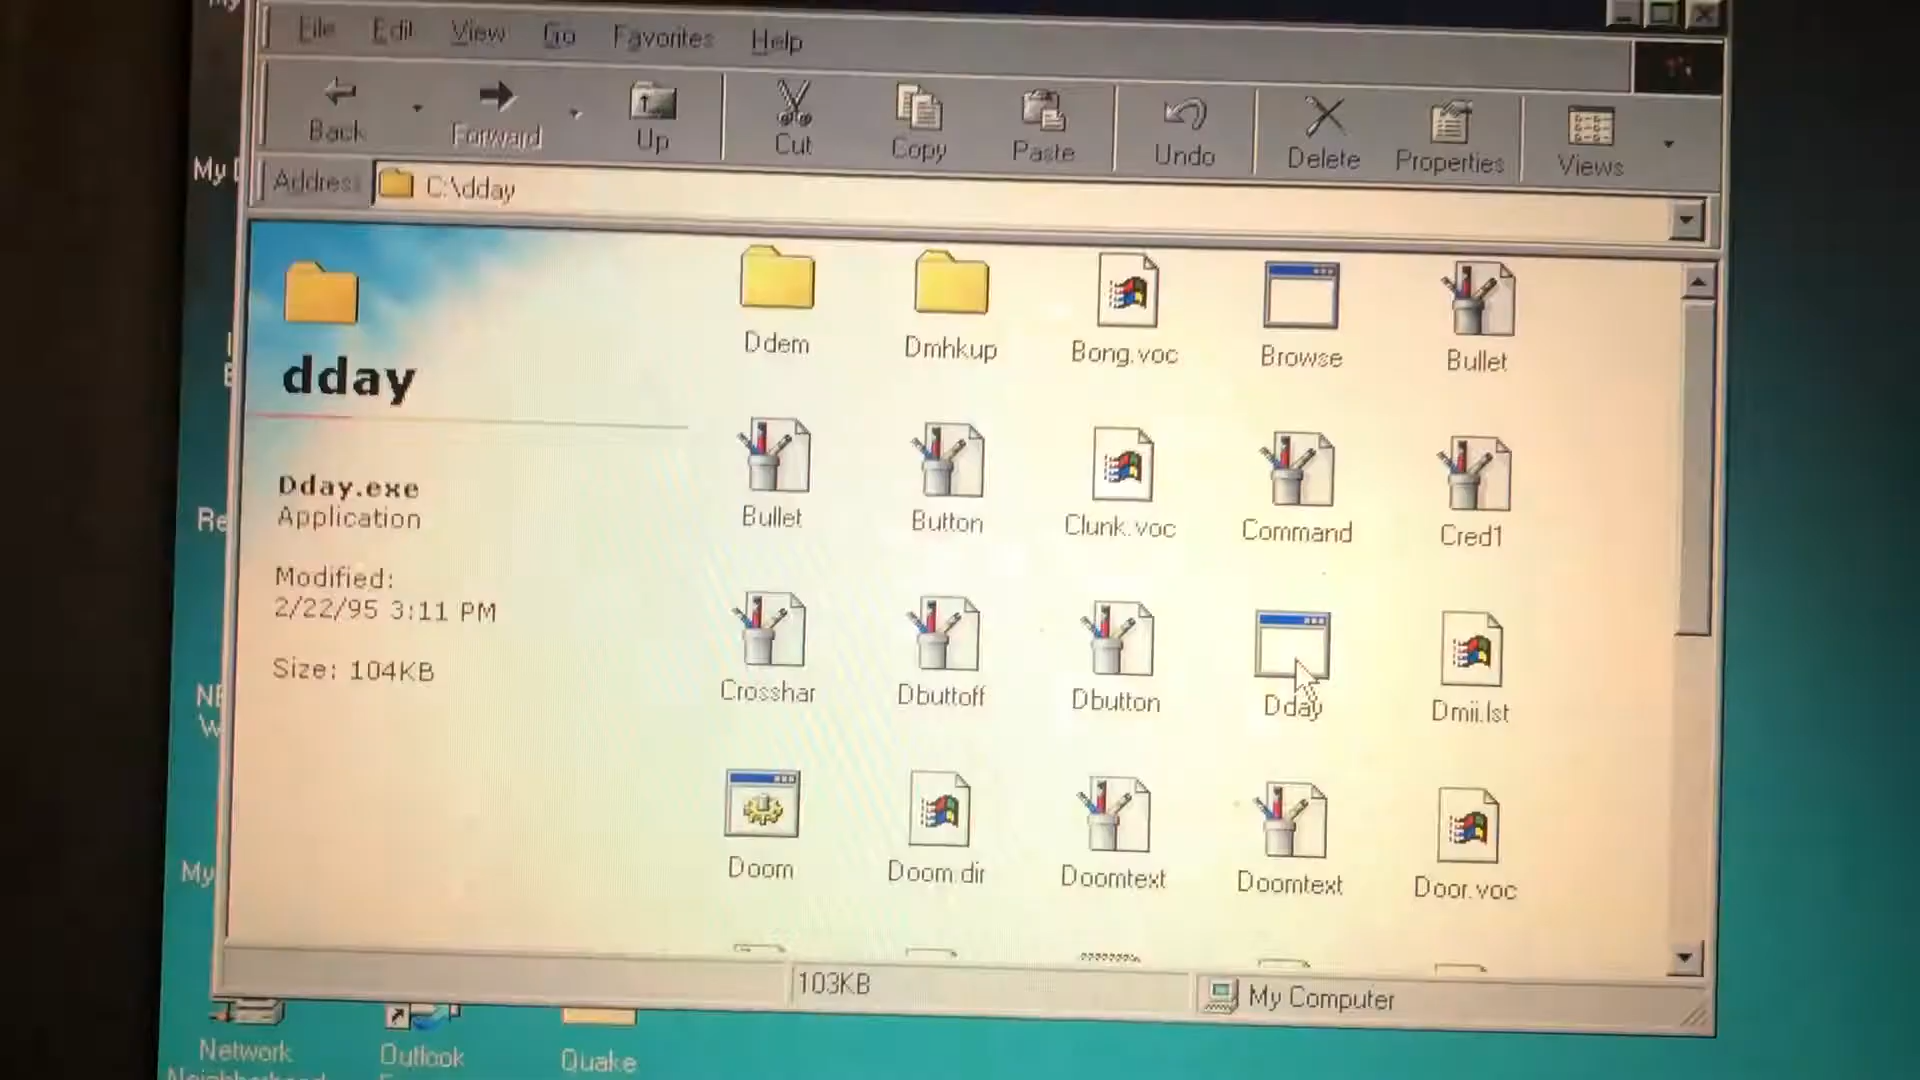 File Edit View Go Favorites Help
Back Forward Up Cut Copy Paste Undo Delete Properties Views
Address C:\dday
dday
Dday.exe
Application
Modified:
2/22/95 3:11 PM
Size: 104KB
Ddem Dmhkup Bong.voc Browse Bullet
Bullet Button Clunk.voc Command Cred1
Crosshar Dbuttoff Dbutton Dday Dmii.lst
Doom Doom.dir Doomtext Doomtext Door.voc
103KB My Computer
My
Re
My
Network Outlook Quake
Neighborhood